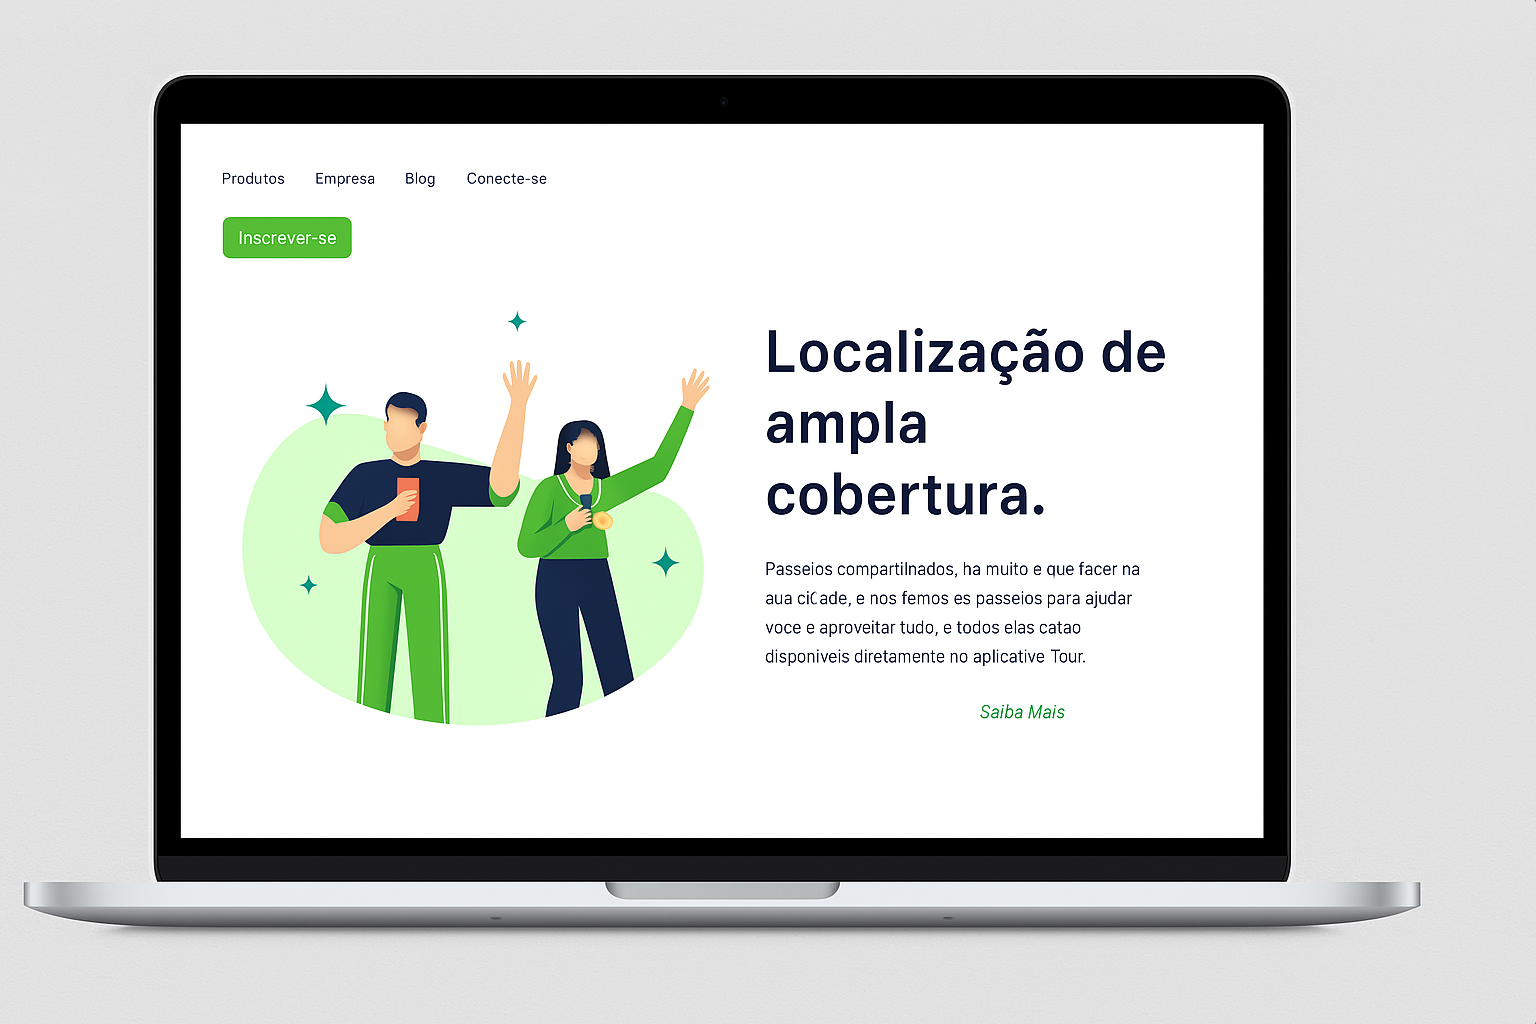 Produtos Empresa Blog Conecte-se
Inscrever-se
Localização de
ampla
cobertura.
Passeios compartilnados, ha muito e que facer na
aua ciCade, e nos femos es passeios para ajudar
voce e aproveitar tudo, e todos elas catao
disponiveis diretamente no aplicative Tour.
Saiba Mais